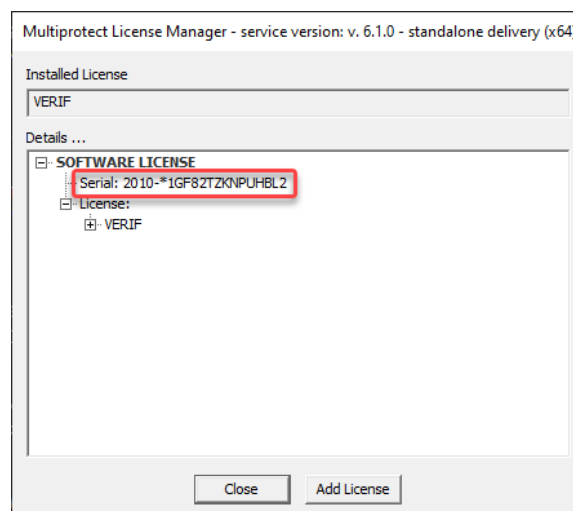 Multiprotect License Manager - service version: v. 6.1.0 - standalone delivery (x64)
Installed License
VERIF
Details ...
SOFTWARE LICENSE
Serial: 2010-*1GF82TZKNPUHBL2
License:
VERIF
Close
Add License